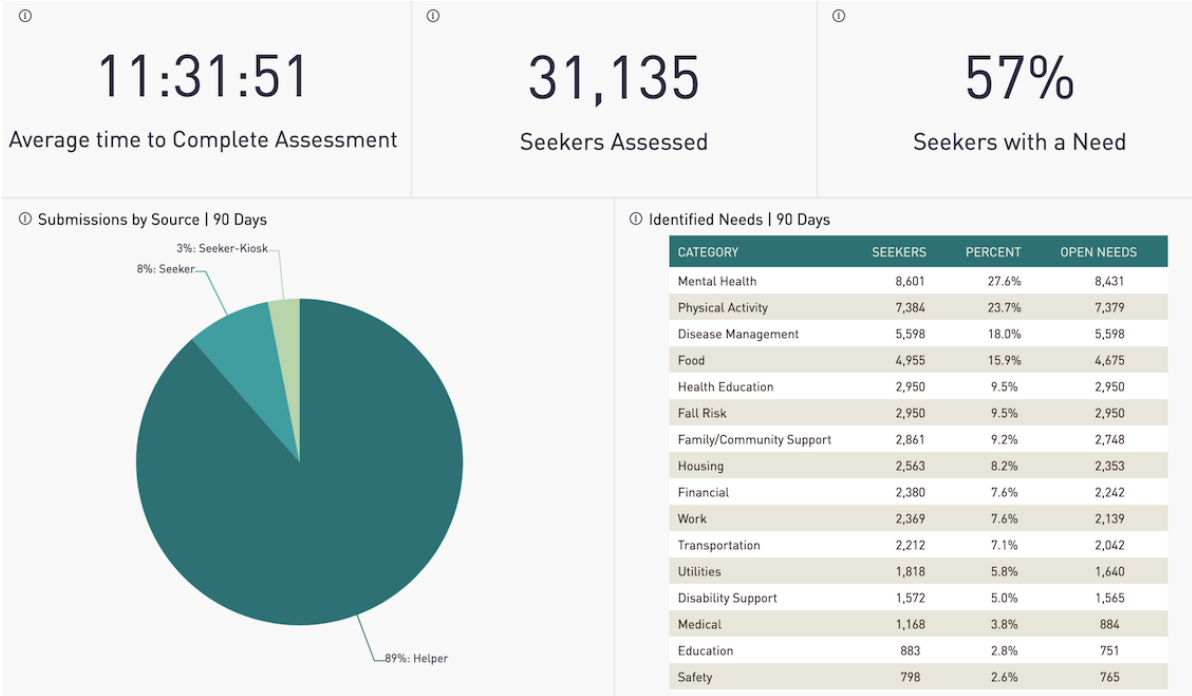 11:31:51
Average time to Complete Assessment
31,135
Seekers Assessed
57%
Seekers with a Need
Submissions by Source | 90 Days
3%: Seeker-Kiosk
8%: Seeker
89%: Helper
Identified Needs | 90 Days
CATEGORY SEEKERS PERCENT OPEN NEEDS
Mental Health 8,601 27.6% 8,431
Physical Activity 7,384 23.7% 7,379
Disease Management 5,598 18.0% 5,598
Food 4,955 15.9% 4,675
Health Education 2,950 9.5% 2,950
Fall Risk 2,950 9.5% 2,950
Family/Community Support 2,861 9.2% 2,748
Housing 2,563 8.2% 2,353
Financial 2,380 7.6% 2,242
Work 2,369 7.6% 2,139
Transportation 2,212 7.1% 2,042
Utilities 1,818 5.8% 1,640
Disability Support 1,572 5.0% 1,565
Medical 1,168 3.8% 884
Education 883 2.8% 751
Safety 798 2.6% 765